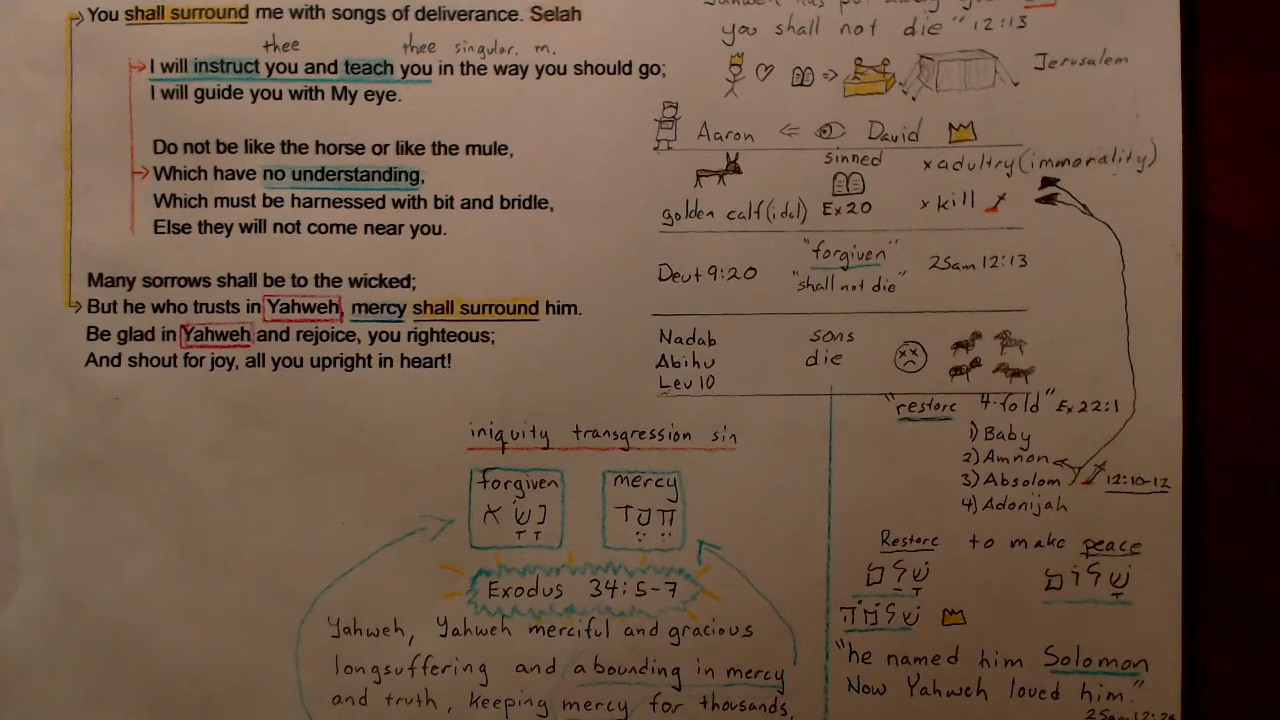 You shall surround me with songs of deliverance. Selah
thee thee singular. m.
I will instruct you and teach you in the way you should go;
I will guide you with My eye.
Do not be like the horse or like the mule,
Which have no understanding,
Which must be harnessed with bit and bridle,
Else they will not come near you.
Many sorrows shall be to the wicked;
But he who trusts in Yahweh, mercy shall surround him.
Be glad in Yahweh and rejoice, you righteous;
And shout for joy, all you upright in heart!
iniquity transgression sin
forgiven mercy
נָשָׂא חֶסֶד
Exodus 34:5-7
Yahweh, Yahweh merciful and gracious
longsuffering and abounding in mercy
and truth, keeping mercy for thousands,
you shall not die" 12:13
Jerusalem
Aaron ⇐ David
sinned
x adultry (immorality)
golden calf (idol) Ex20 x kill
"forgiven"
Deut 9:20 2Sam 12:13
"shall not die"
Nadab sons
Abihu die
Lev 10
"restore 4-fold" Ex 22:1
1) Baby
2) Amnon
3) Absolom 12:10-12
4) Adonijah
Restore to make peace
שָׁלַם שָׁלוֹם
שְׁלֹמֹה
"he named him Solomon
Now Yahweh loved him."